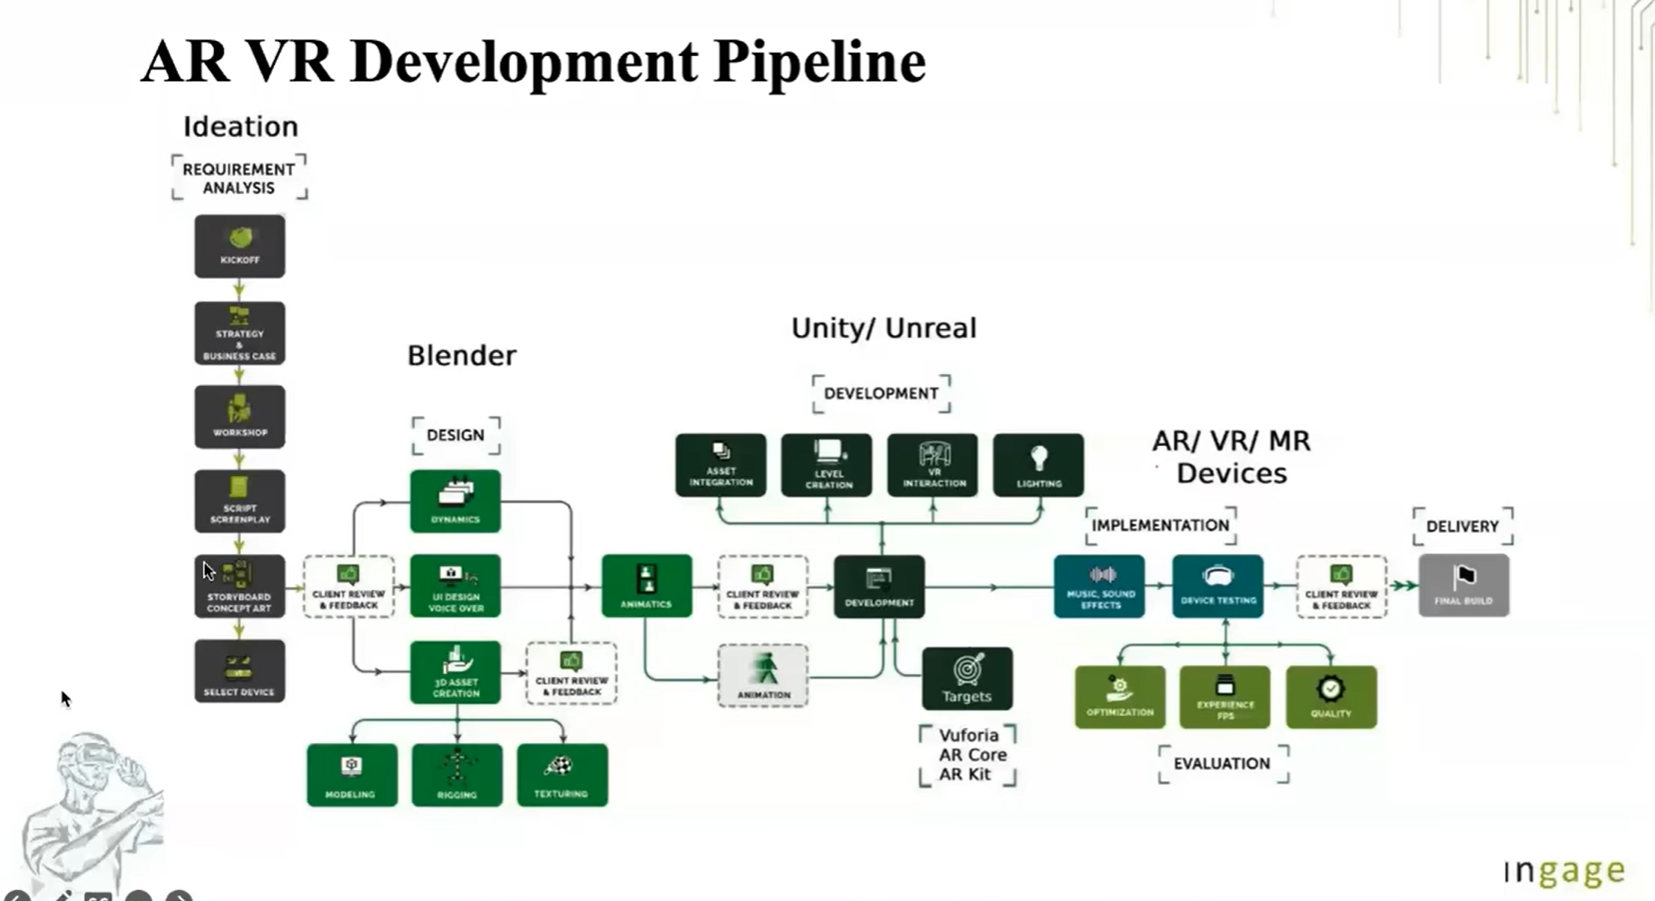 AR VR Development Pipeline
Ideation
REQUIREMENT
ANALYSIS
KICKOFF
STRATEGY
&
BUSINESS CASE
WORKSHOP
SCRIPT
SCREENPLAY
STORYBOARD
CONCEPT ART
SELECT DEVICE
CLIENT REVIEW
& FEEDBACK
Blender
DESIGN
DYNAMICS
UI DESIGN
VOICE OVER
3D ASSET
CREATION
CLIENT REVIEW
& FEEDBACK
MODELING
RIGGING
TEXTURING
ANIMATICS
CLIENT REVIEW
& FEEDBACK
ANIMATION
Unity/ Unreal
DEVELOPMENT
ASSET
INTEGRATION
LEVEL
CREATION
VR
INTERACTION
LIGHTING
DEVELOPMENT
Targets
Vuforia
AR Core
AR Kit
AR/ VR/ MR
Devices
IMPLEMENTATION
MUSIC, SOUND
EFFECTS
DEVICE TESTING
CLIENT REVIEW
& FEEDBACK
OPTIMIZATION
EXPERIENCE
FPS
QUALITY
EVALUATION
DELIVERY
FINAL BUILD
ingage